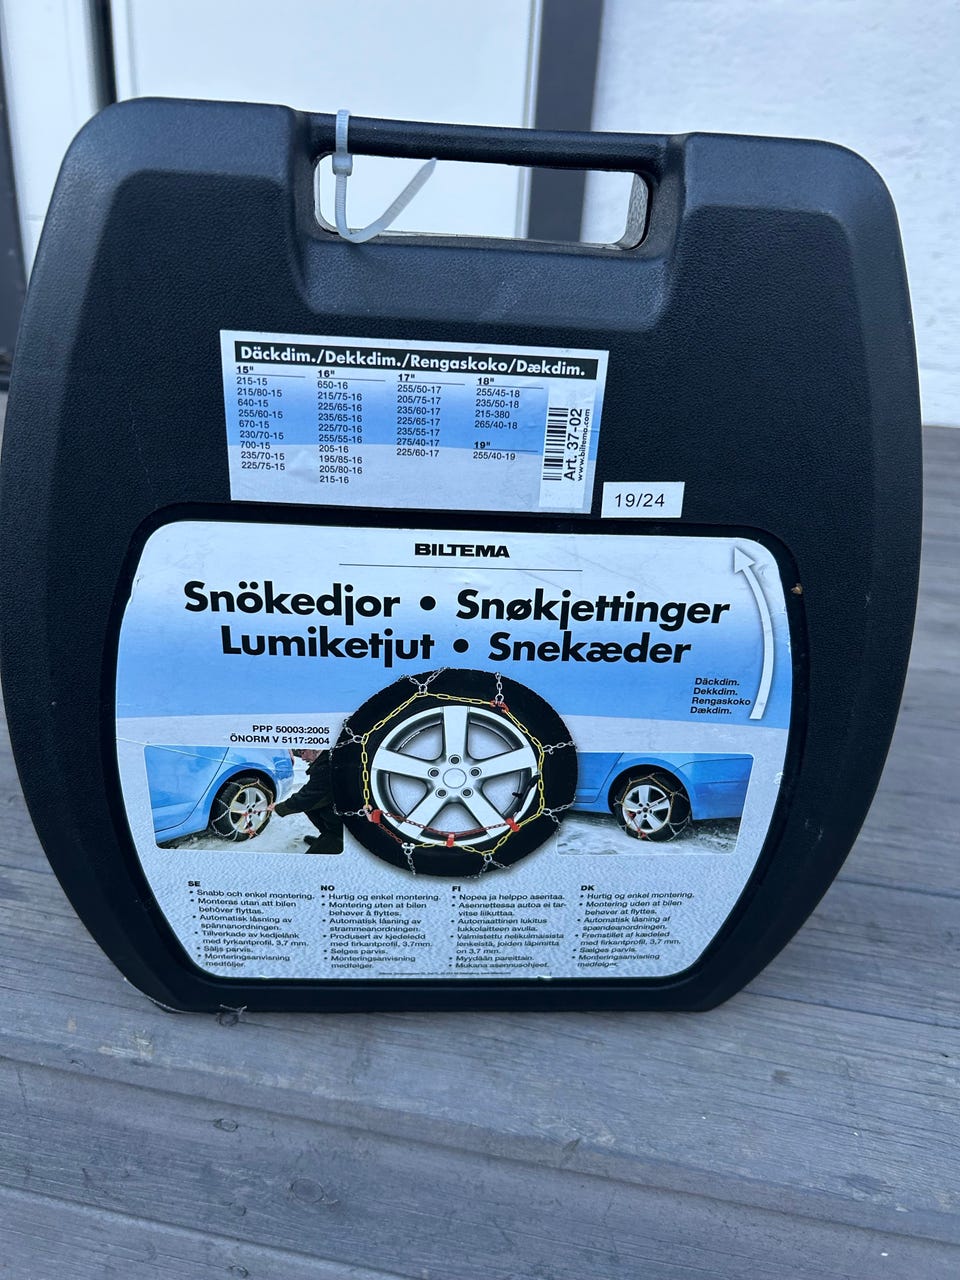 Däckdim./Dekkdim./Rengaskoko/Dækdim.
15"
215-15
215/80-15
640-15
255/60-15
670-15
230/70-15
700-15
235/70-15
225/75-15
16"
650-16
215/75-16
225/65-16
235/65-16
225/70-16
255/55-16
205-16
195/85-16
205/80-16
215-16
17"
255/50-17
205/75-17
235/60-17
225/65-17
235/55-17
275/40-17
225/60-17
18"
255/45-18
235/50-18
215-380
265/40-18
19"
255/40-19
Art. 37-02
www.biltema.com
19/24
BILTEMA
Snökedjor • Snøkjettinger
Lumiketjut • Snekæder
Däckdim.
Dekkdim.
Rengaskoko
Dækdim.
PPP 50003:2005
ÖNORM V 5117:2004
SE
• Snabb och enkel montering.
• Monteras utan att bilen
behöver flyttas.
• Automatisk låsning av
spännanordningen.
• Tillverkade av kedjelänk
med fyrkantprofil, 3,7 mm.
• Säljs parvis.
• Monteringsanvisning
medföljer.
NO
• Hurtig og enkel montering.
• Montering uten at bilen
behøver å flyttes.
• Automatisk låsning av
strammeanordningen.
• Produsert av kjedeledd
med firkantprofil, 3,7mm.
• Selges parvis.
• Monteringsanvisning
medfølger.
FI
• Nopea ja helppo asentaa.
• Asennettessa autoa ei tar-
vitse liikuttaa.
• Automaattinen lukitus
lukkolaitteen avulla.
• Valmistettu nelikulmaisista
lenkeistä, joiden läpimitta
on 3,7 mm.
• Myydään pareittain.
• Mukana asennusohjeet.
DK
• Hurtig og enkel montering.
• Montering uden at bilen
behøver at flyttes.
• Automatisk låsning af
spændeanordningen.
• Fremstillet af kædeled
med firkantprofil, 3,7 mm.
• Sælges parvis.
• Monteringsanvisning
medfølger.